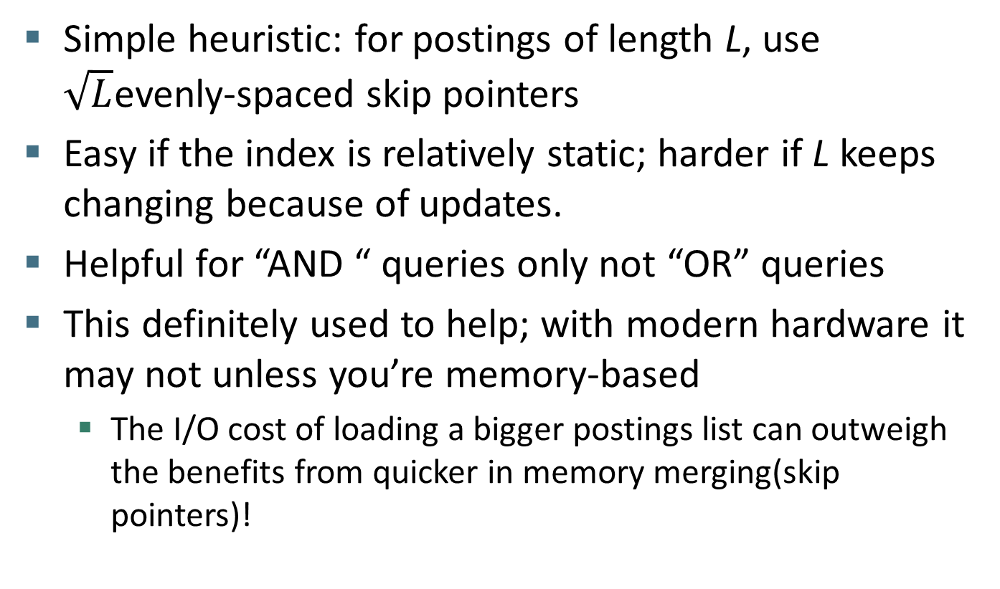 Simple heuristic: for postings of length L, use
√L evenly-spaced skip pointers
Easy if the index is relatively static; harder if L keeps
changing because of updates.
Helpful for “AND “ queries only not “OR” queries
This definitely used to help; with modern hardware it
may not unless you’re memory-based
The I/O cost of loading a bigger postings list can outweigh
the benefits from quicker in memory merging(skip
pointers)!